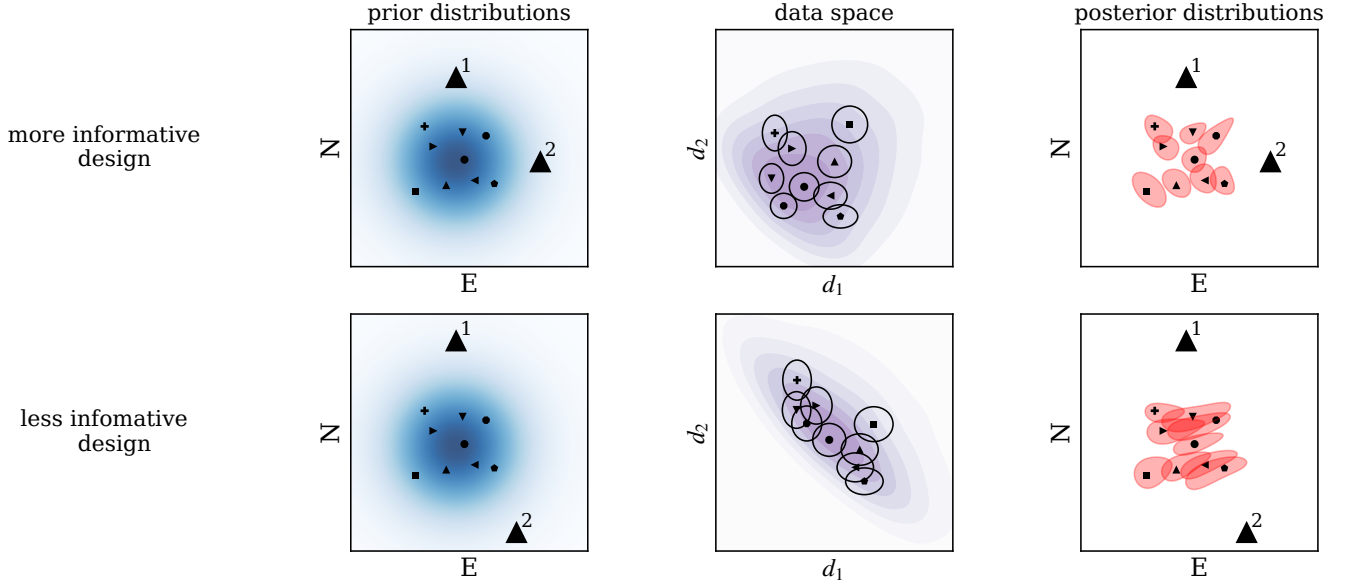 prior distributions
data space
posterior distributions
more informative
design
N
1
2
E
d₂
d₁
N
1
2
E
less infomative
design
N
1
2
E
d₂
d₁
N
1
2
E